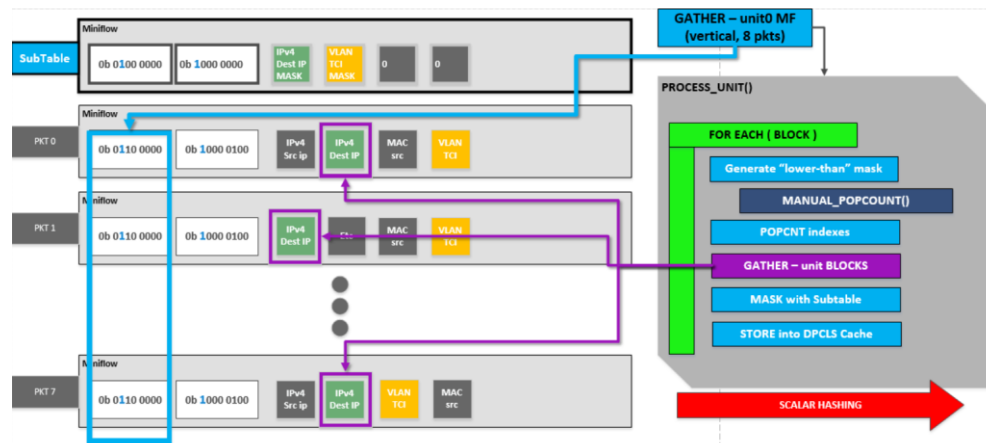 GATHER – unit0 MF
(vertical, 8 pkts)
Miniflow
SubTable
0b 0100 0000
0b 1000 0000
IPv4
Dest IP
MASK
VLAN
TCI
MASK
0
0
PROCESS_UNIT()
Miniflow
PKT 0
0b 0110 0000
0b 1000 0100
IPv4
Src ip
IPv4
Dest IP
MAC
src
VLAN
TCI
FOR EACH ( BLOCK )
Generate "lower-than" mask
MANUAL_POPCOUNT()
Miniflow
PKT 1
0b 0110 0000
0b 1000 0100
IPv4
Dest IP
MAC
src
VLAN
TCI
POPCNT indexes
GATHER – unit BLOCKS
MASK with Subtable
STORE into DPCLS Cache
Miniflow
PKT 7
0b 0110 0000
0b 1000 0100
IPv4
Src ip
IPv4
Dest IP
VLAN
TCI
MAC
src
SCALAR HASHING